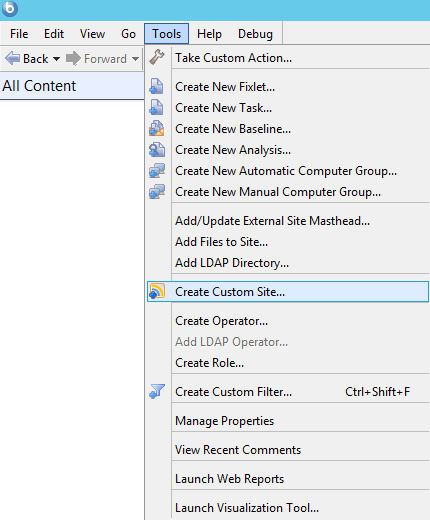 b
File Edit View Go Tools Help Debug
Back Forward
All Content
Take Custom Action...
Create New Fixlet...
Create New Task...
Create New Baseline...
Create New Analysis...
Create New Automatic Computer Group...
Create New Manual Computer Group...
Add/Update External Site Masthead...
Add Files to Site...
Add LDAP Directory...
Create Custom Site...
Create Operator...
Add LDAP Operator...
Create Role...
Create Custom Filter... Ctrl+Shift+F
Manage Properties
View Recent Comments
Launch Web Reports
Launch Visualization Tool...